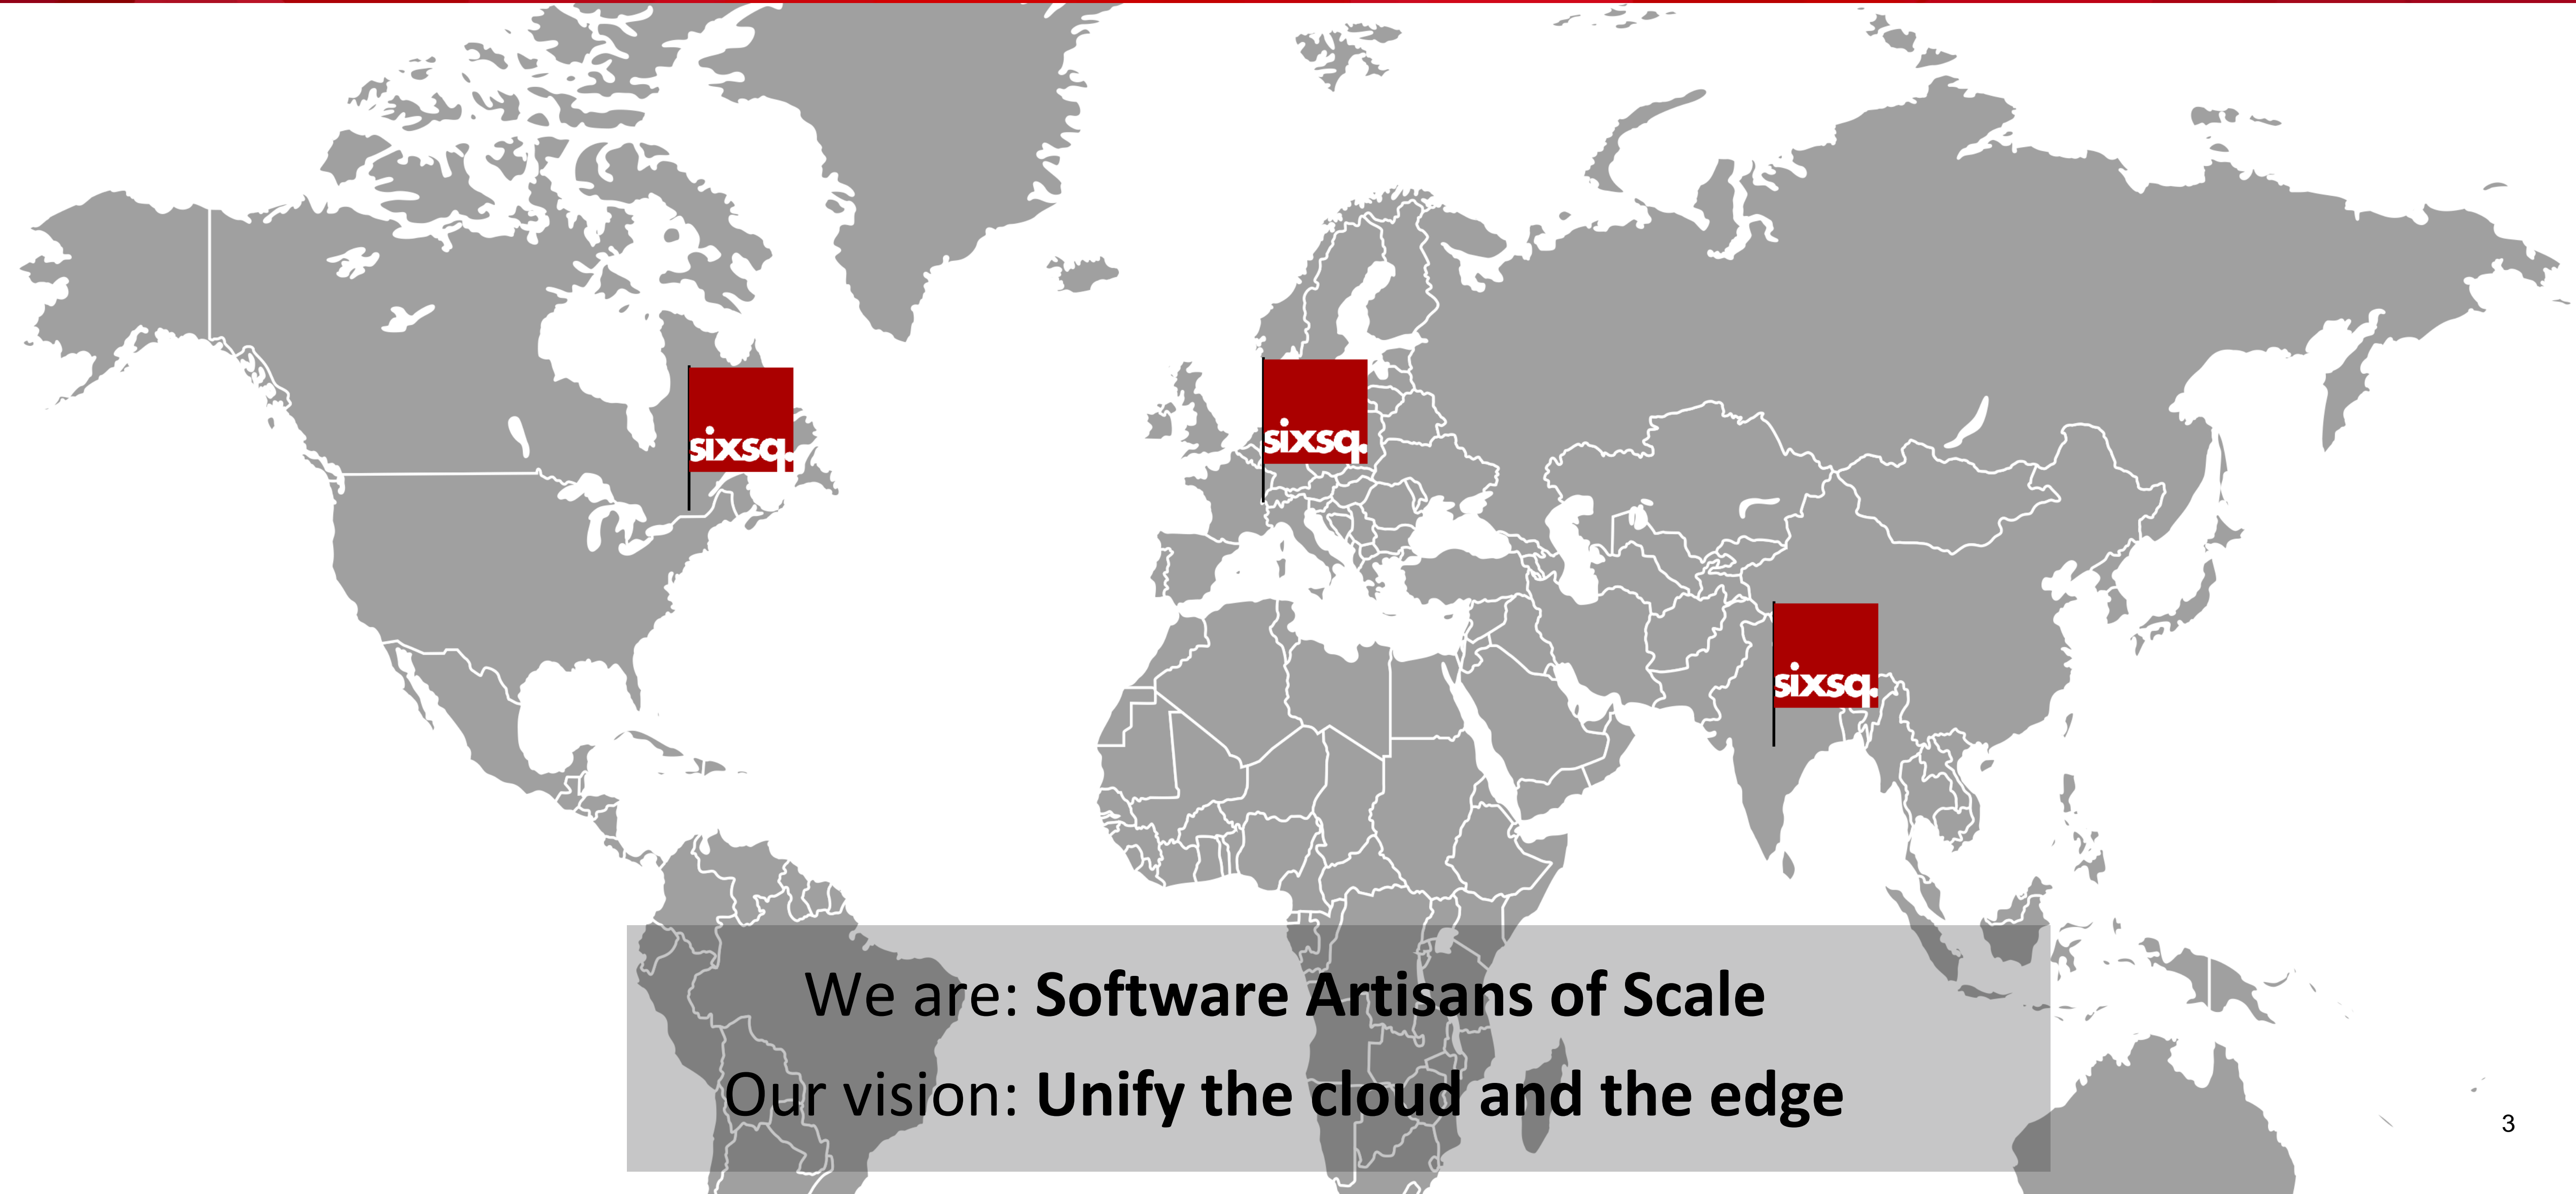 sixsq.
sixsq.
sixsq.
We are: Software Artisans of Scale
Our vision: Unify the cloud and the edge
3